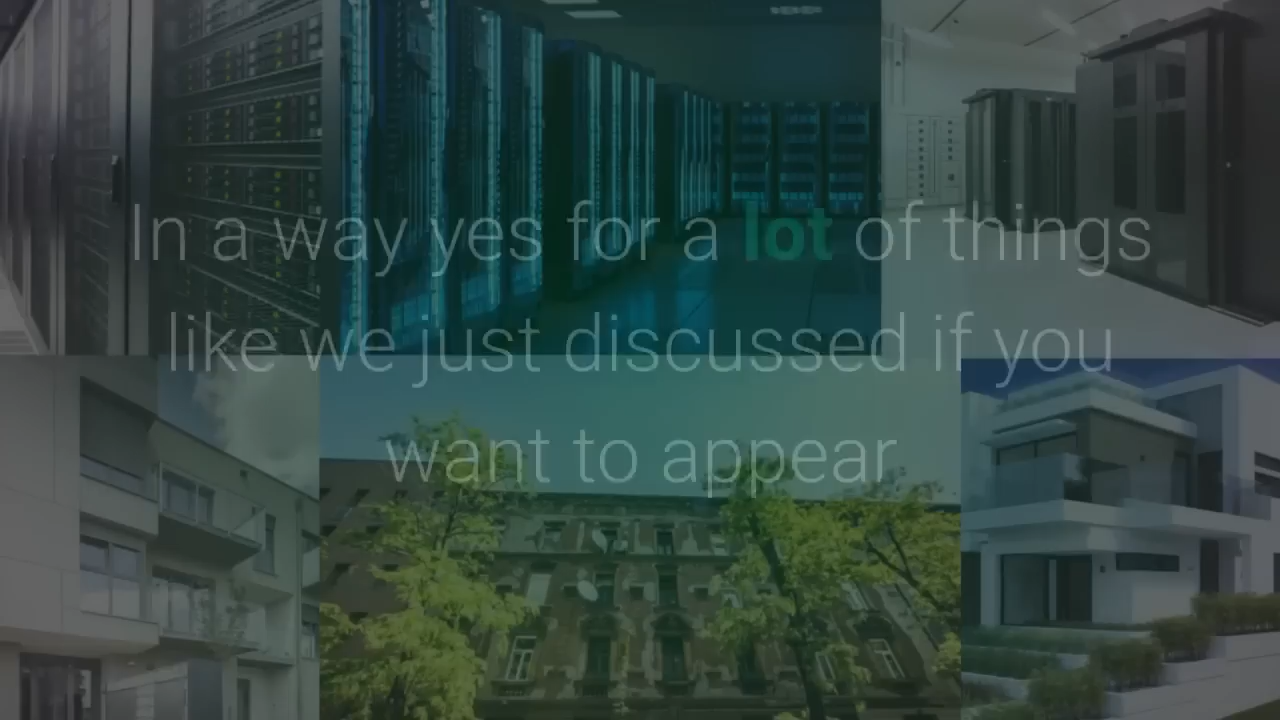 In a way yes for a lot of things
like we just discussed if you
want to appear